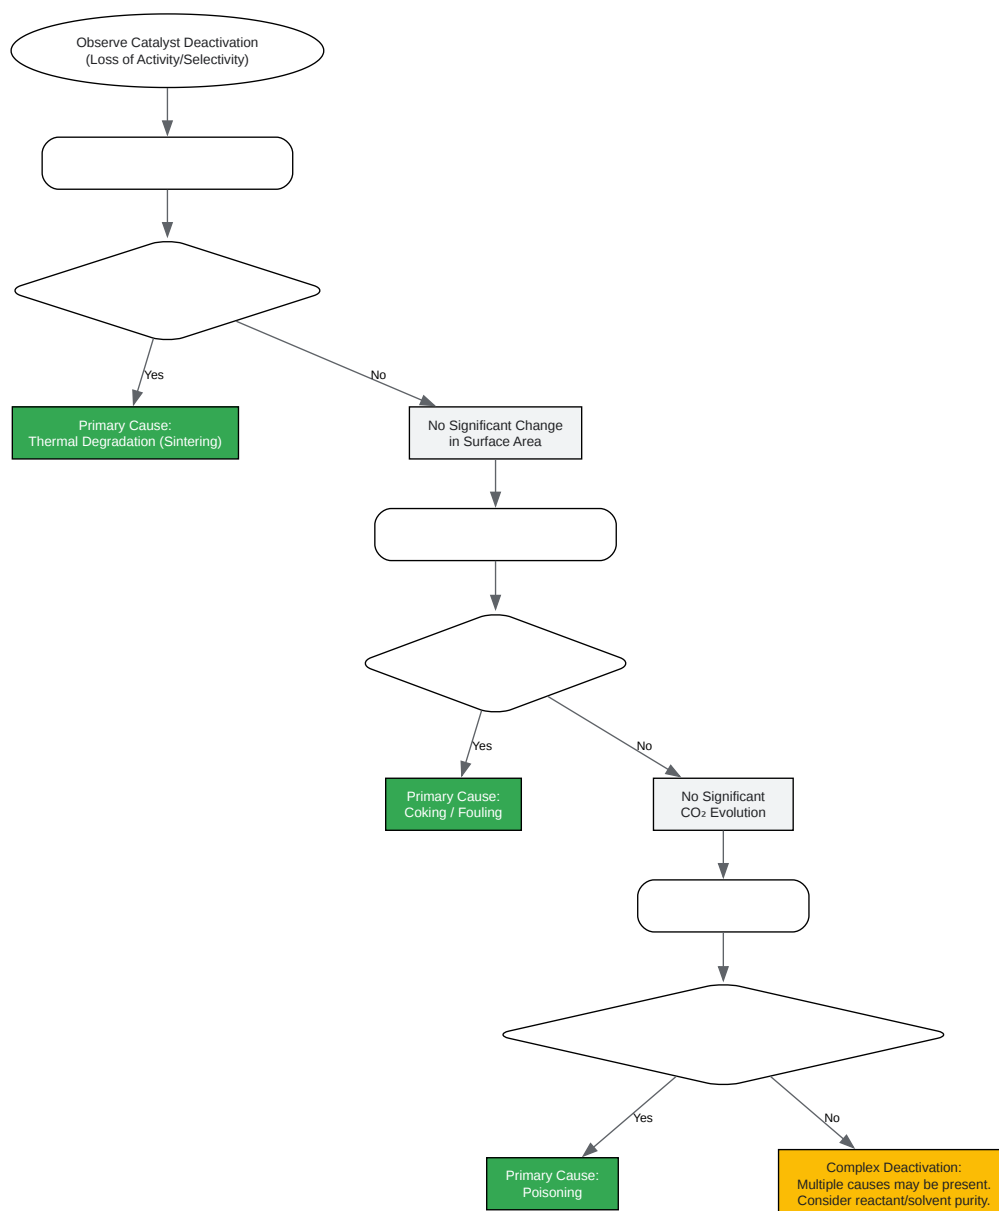 Observe Catalyst Deactivation
(Loss of Activity/Selectivity)
Yes
No
Primary Cause:
Thermal Degradation (Sintering)
No Significant Change
in Surface Area
Yes
No
Primary Cause:
Coking / Fouling
No Significant
CO₂ Evolution
Yes
No
Primary Cause:
Poisoning
Complex Deactivation:
Multiple causes may be present.
Consider reactant/solvent purity.